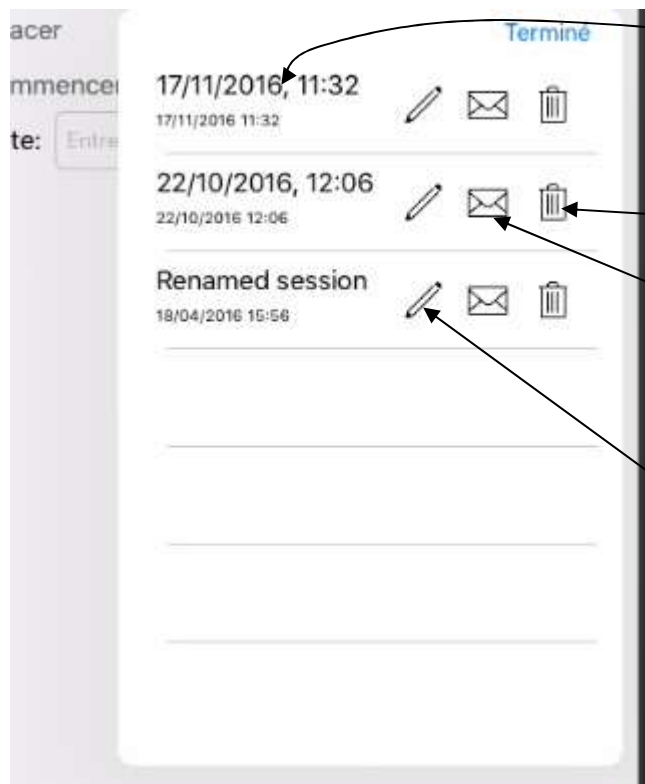 acer
Terminé
mmencer
17/11/2016, 11:32
17/11/2016 11:32
te: Entre
22/10/2016, 12:06
22/10/2016 12:06
Renamed session
18/04/2016 15:56